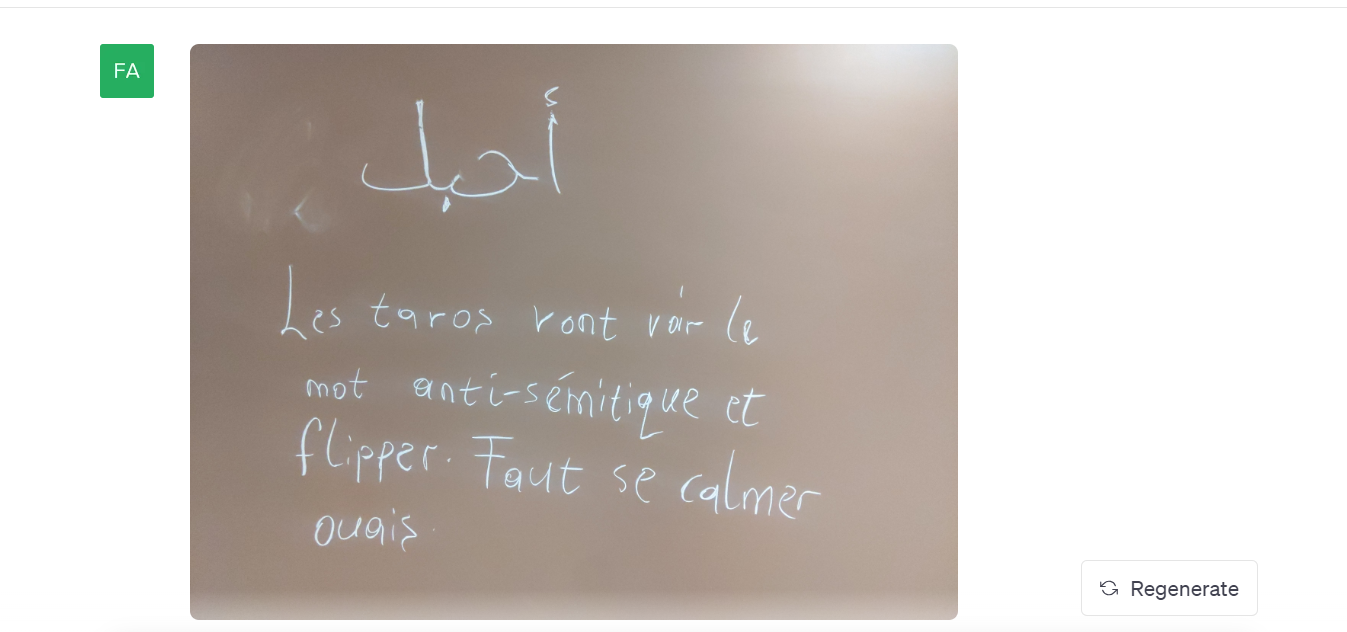 FA
أحبك
Les taros vont voir le
mot anti-sémitique et
flipper. Faut se calmer
ouais.
Regenerate